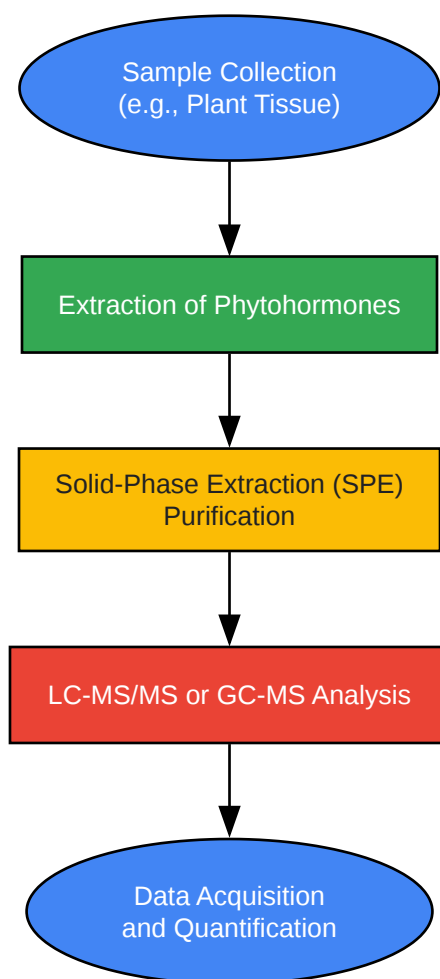 Sample Collection
(e.g., Plant Tissue)
Extraction of Phytohormones
Solid-Phase Extraction (SPE)
Purification
LC-MS/MS or GC-MS Analysis
Data Acquisition
and Quantification